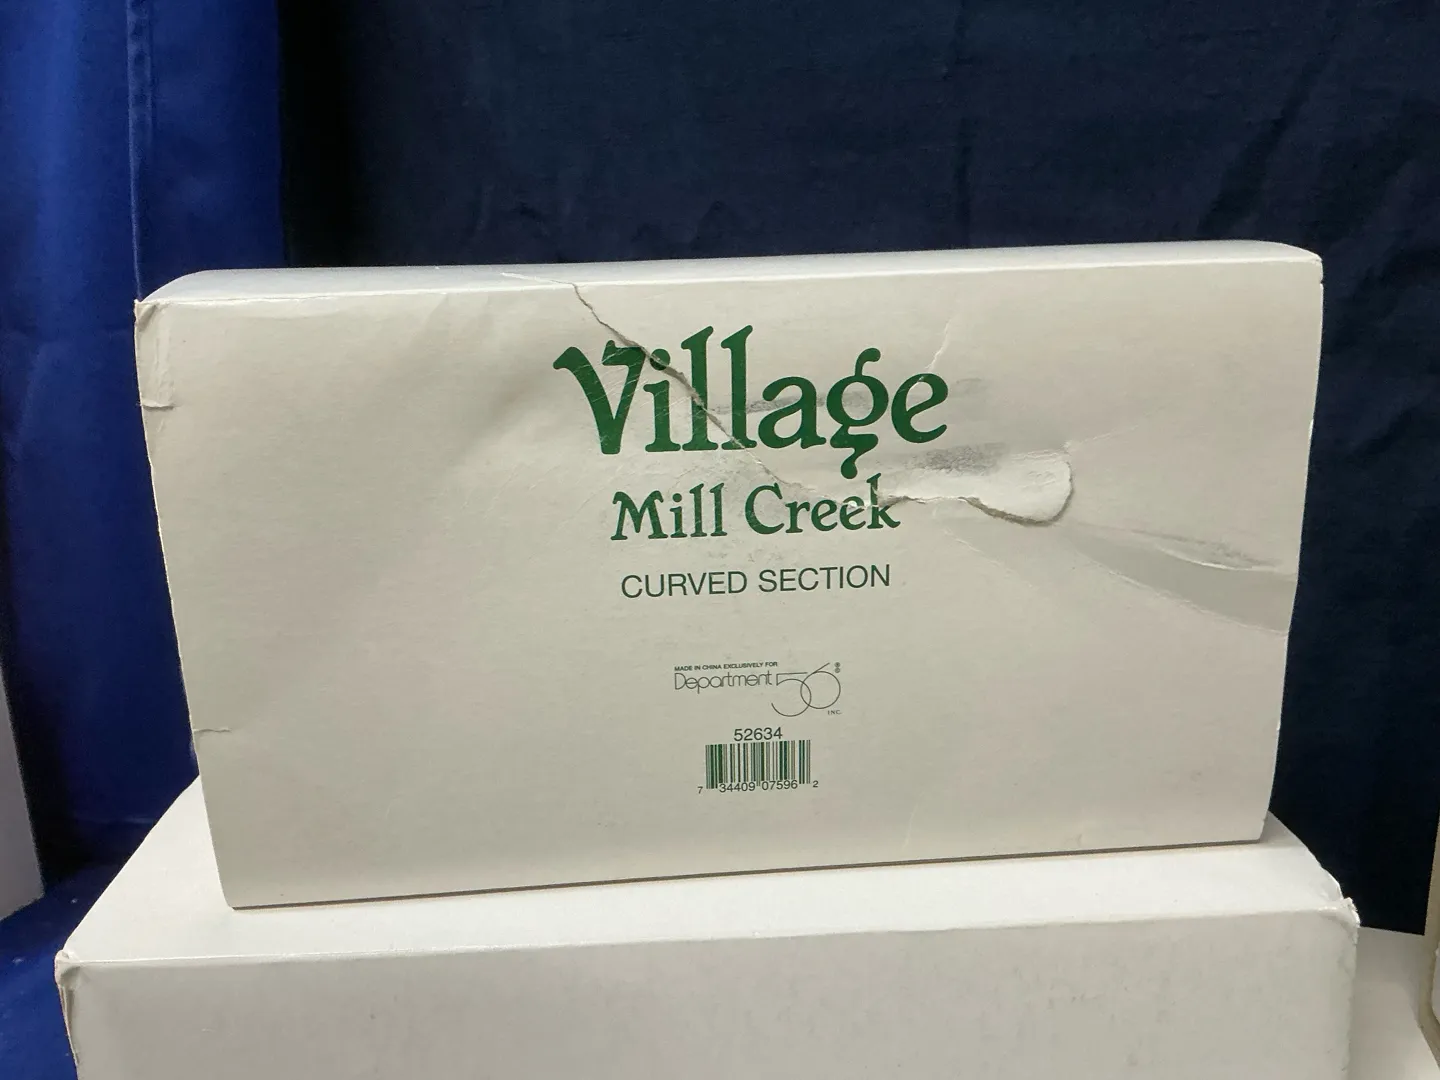 Village
Mill Creek
CURVED SECTION
MADE IN CHINA EXCLUSIVELY FOR
Department 56®
INC.
52634
7 34409 07596 2